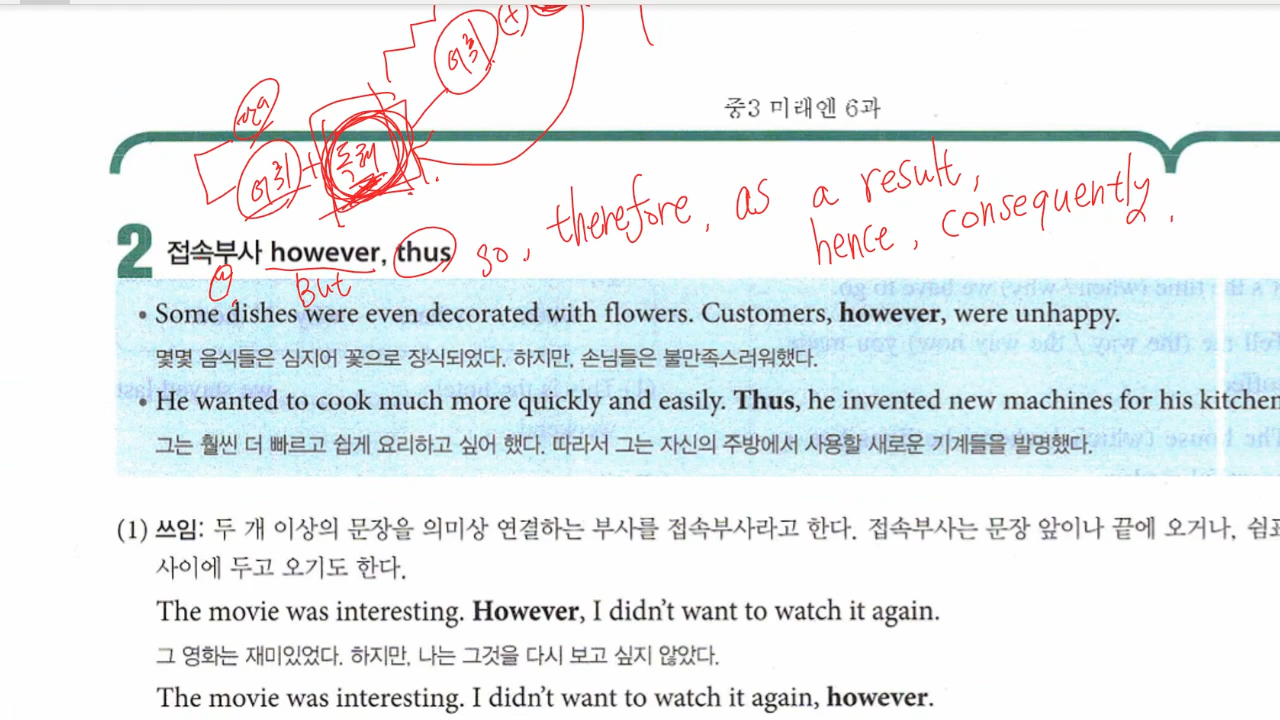 어휘
어휘
독해
중3 미래엔 6과
therefore, as a result,
hence, consequently.
so,
2 접속부사 however, thus
But
• Some dishes were even decorated with flowers. Customers, however, were unhappy.
몇몇 음식들은 심지어 꽃으로 장식되었다. 하지만, 손님들은 불만족스러워했다.
• He wanted to cook much more quickly and easily. Thus, he invented new machines for his kitchen
그는 훨씬 더 빠르고 쉽게 요리하고 싶어 했다. 따라서 그는 자신의 주방에서 사용할 새로운 기계들을 발명했다.
(1) 쓰임: 두 개 이상의 문장을 의미상 연결하는 부사를 접속부사라고 한다. 접속부사는 문장 앞이나 끝에 오거나, 쉼표
사이에 두고 오기도 한다.
The movie was interesting. However, I didn't want to watch it again.
그 영화는 재미있었다. 하지만, 나는 그것을 다시 보고 싶지 않았다.
The movie was interesting. I didn't want to watch it again, however.